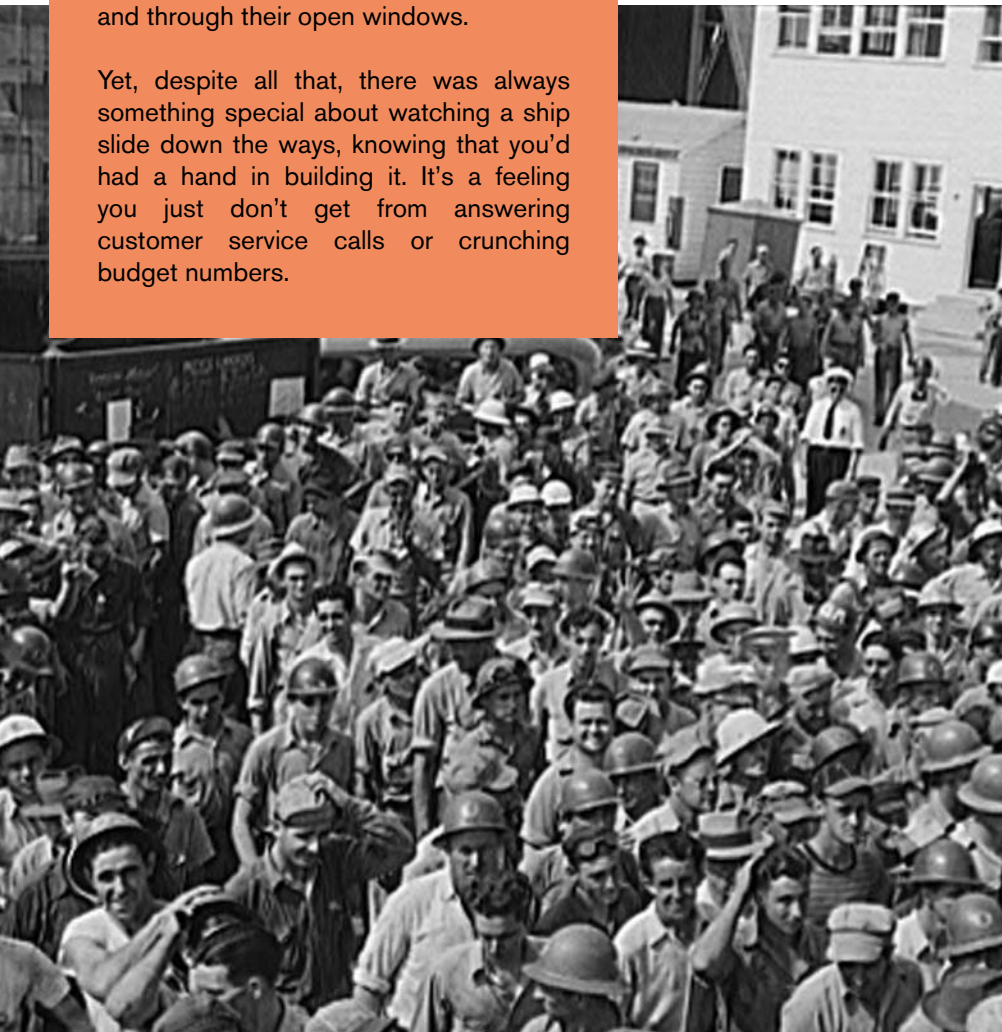 and through their open windows.
Yet, despite all that, there was always
something special about watching a ship
slide down the ways, knowing that you’d
had a hand in building it. It’s a feeling
you just don’t get from answering
customer service calls or crunching
budget numbers.